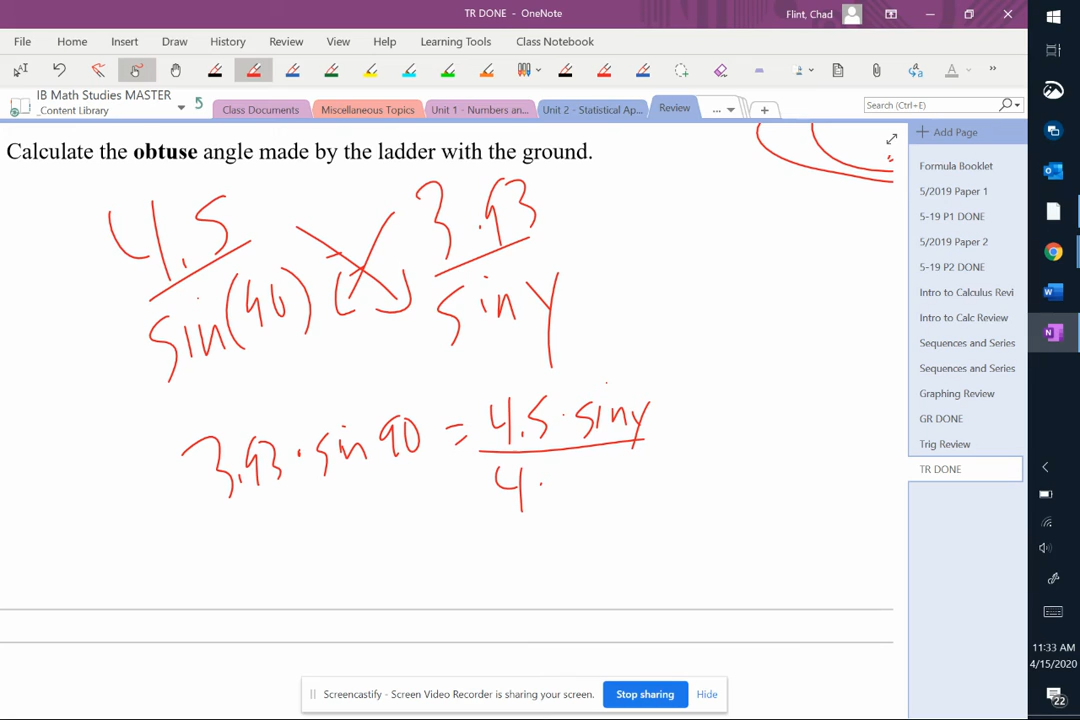 TR DONE - OneNote
Flint, Chad
File Home Insert Draw History Review View Help Learning Tools Class Notebook
IB Math Studies MASTER
_Content Library
Class Documents Miscellaneous Topics Unit 1 - Numbers an... Unit 2 - Statistical Ap... Review ... Search (Ctrl+E)
Add Page
Calculate the obtuse angle made by the ladder with the ground.
4.5 3.93
sin(90) sin y
3.93 · sin 90 = 4.5 · sin y
4.
Formula Booklet
5/2019 Paper 1
5-19 P1 DONE
5/2019 Paper 2
5-19 P2 DONE
Intro to Calculus Revi
Intro to Calc Review
Sequences and Series
Sequences and Series
Graphing Review
GR DONE
Trig Review
TR DONE
Screencastify - Screen Video Recorder is sharing your screen. Stop sharing Hide
11:33 AM
4/15/2020
22